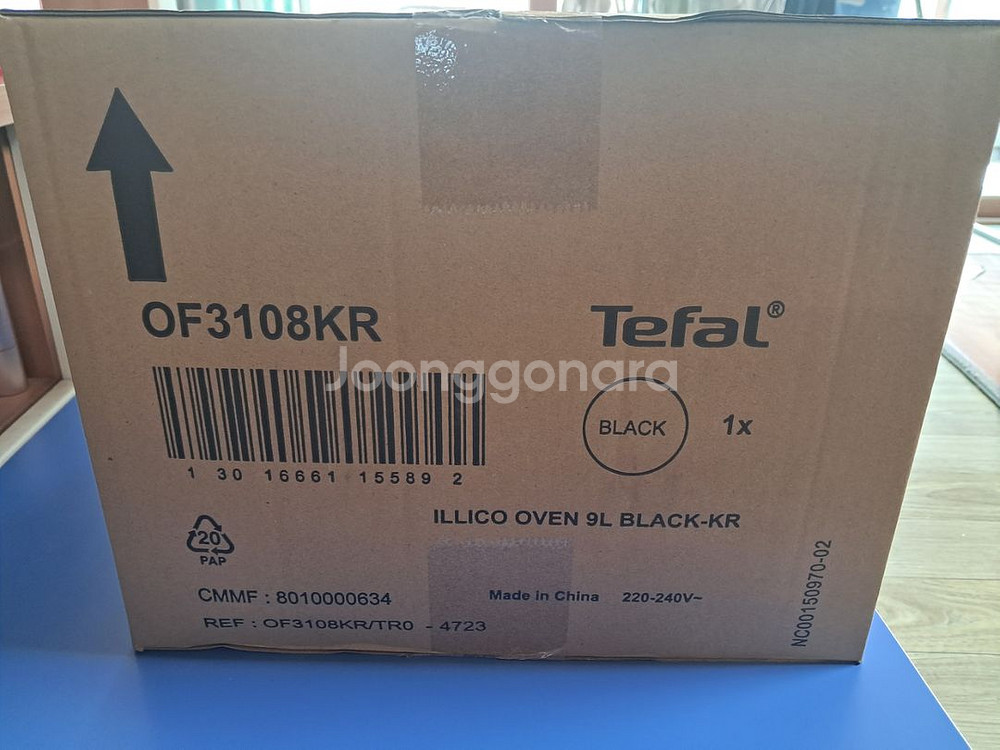 OF3108KR
Tefal®
Joonggonara
1 30 16661 15589 2
BLACK
1x
ILLICO OVEN 9L BLACK-KR
20
PAP
CMMF : 8010000634
Made in China 220-240V~
REF : OF3108KR/TR0 - 4723
NC00150970-02